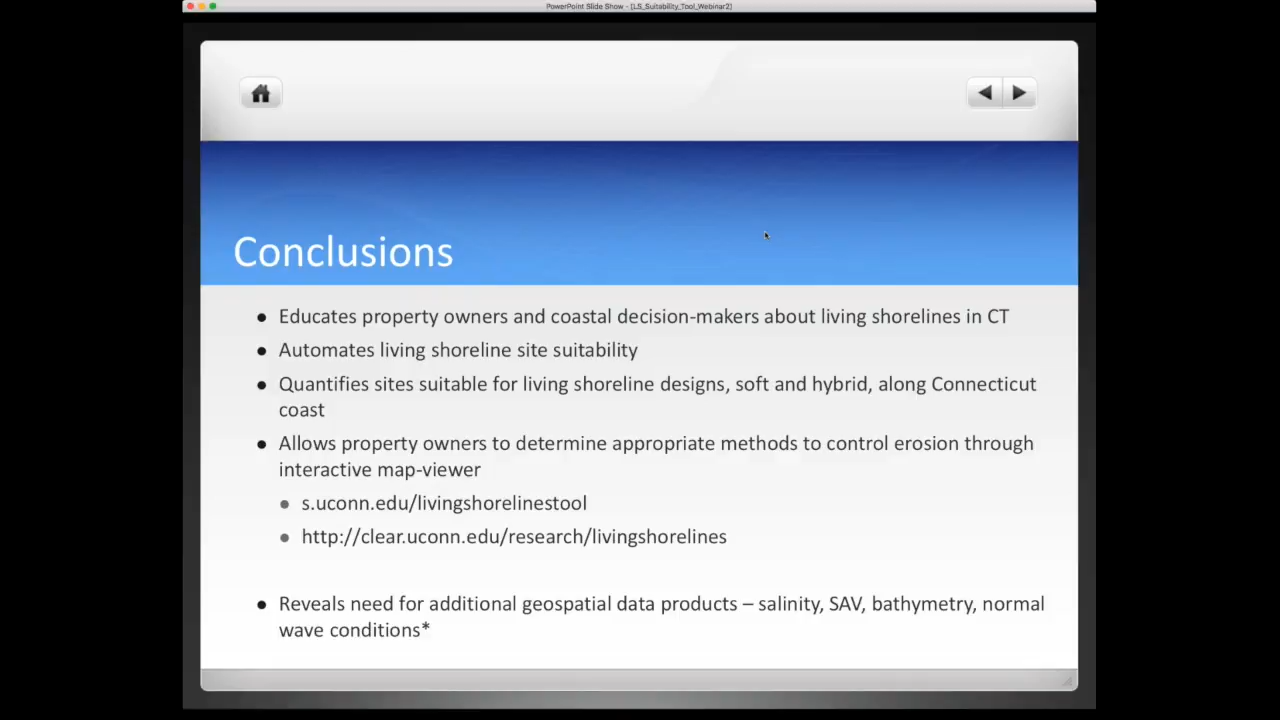 PowerPoint Slide Show - [LS_Suitability_Tool_Webinar2]
Conclusions
● Educates property owners and coastal decision-makers about living shorelines in CT
● Automates living shoreline site suitability
● Quantifies sites suitable for living shoreline designs, soft and hybrid, along Connecticut
coast
● Allows property owners to determine appropriate methods to control erosion through
interactive map-viewer
● s.uconn.edu/livingshorelinestool
● http://clear.uconn.edu/research/livingshorelines
● Reveals need for additional geospatial data products – salinity, SAV, bathymetry, normal
wave conditions*